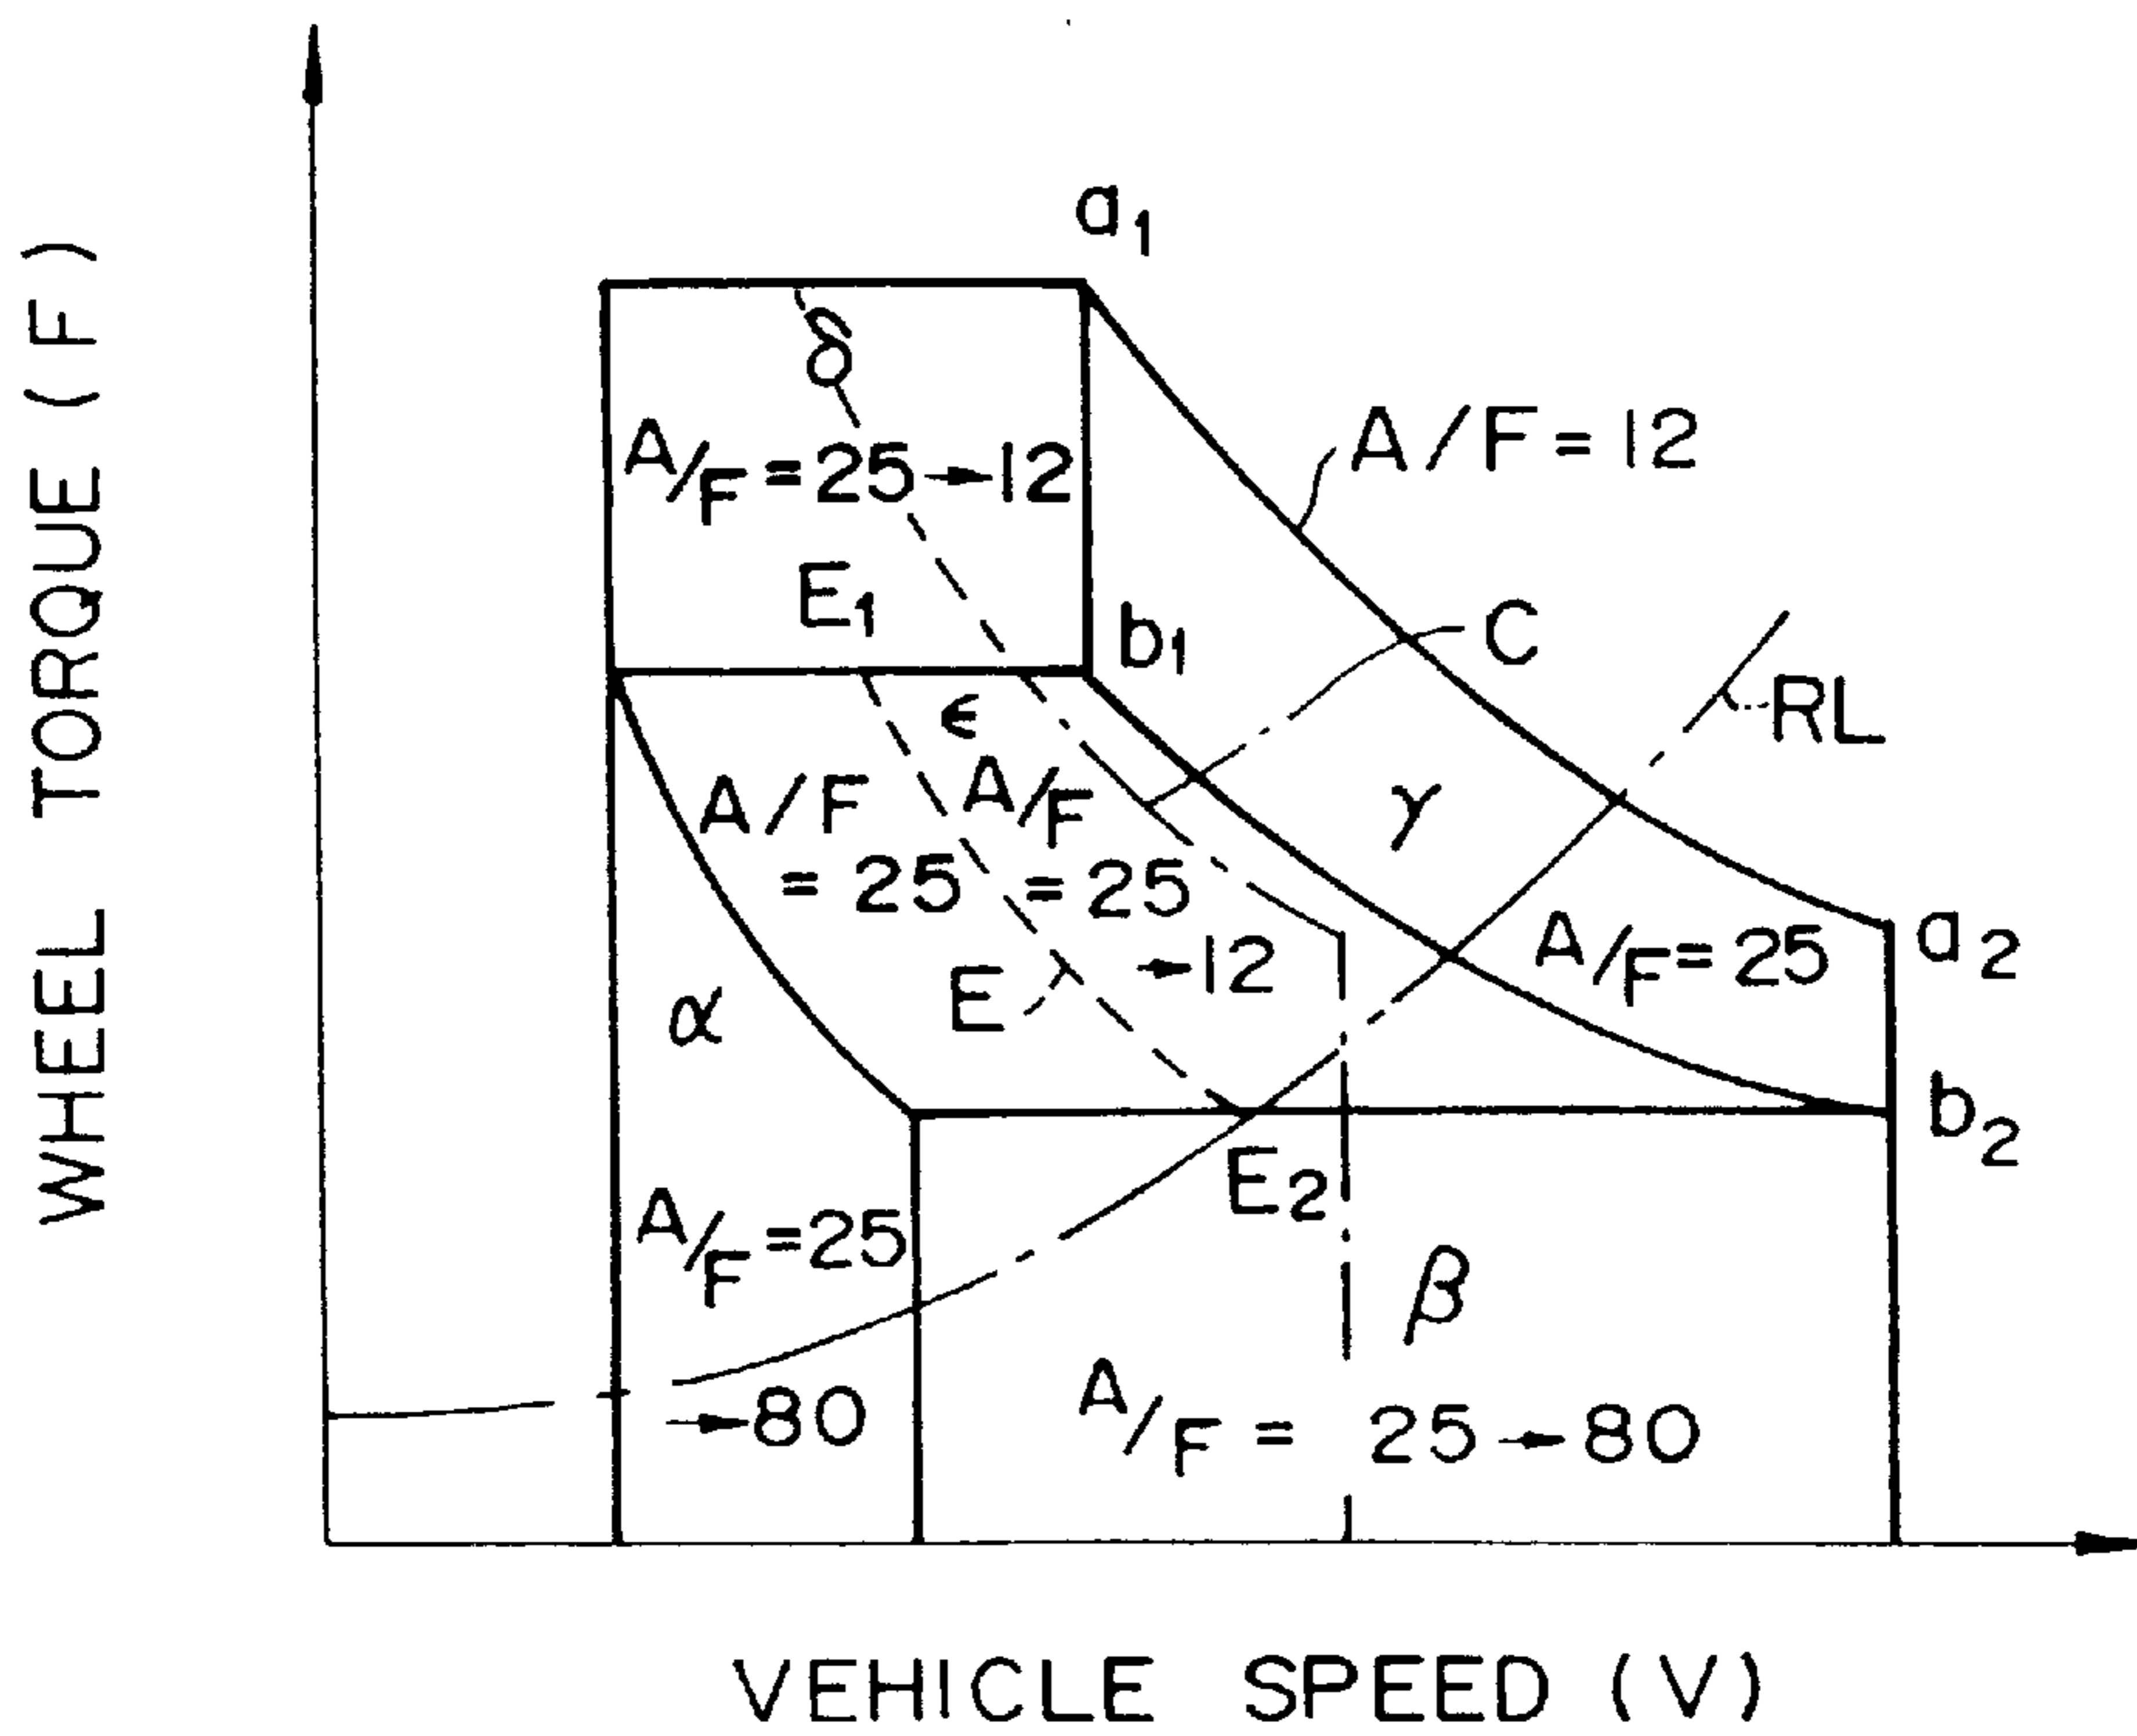 WHEEL TORQUE (F)
a1
δ
A/F = 25→12
E1
A/F = 12
b1
C
RL
ϵ
A/F
= 25
A/F
= 25
→12
γ
E
α
A/F = 25
a2
b2
E2
A/F = 25
→80
β
A/F = 25→80
VEHICLE SPEED (V)